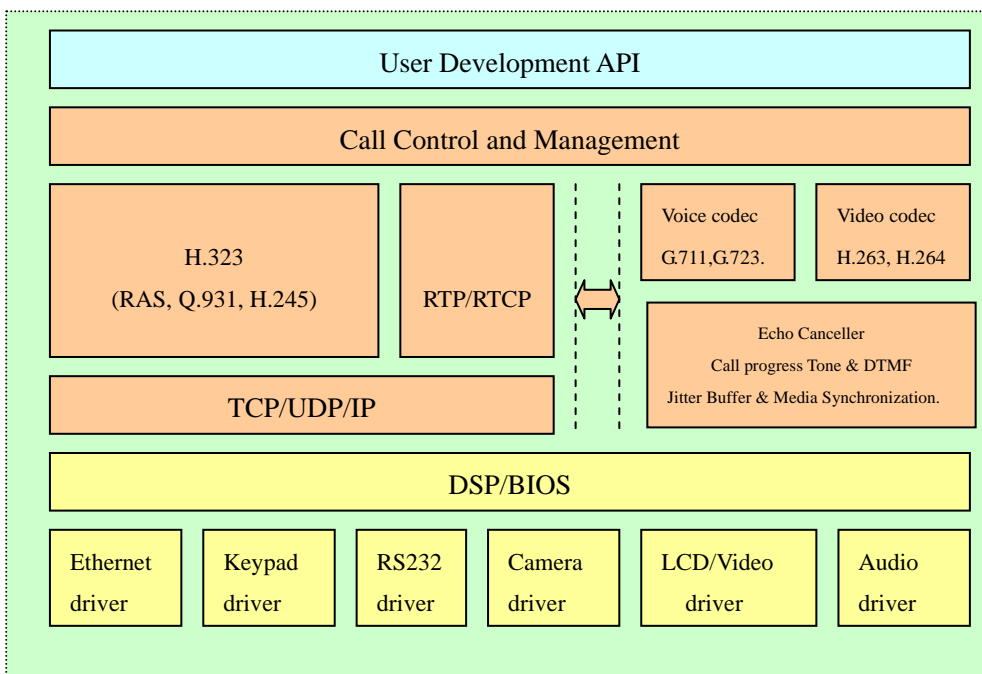 User Development API
Call Control and Management
H.323
(RAS, Q.931, H.245)
RTP/RTCP
Voice codec
G.711,G.723.
Video codec
H.263, H.264
Echo Canceller
Call progress Tone & DTMF
Jitter Buffer & Media Synchronization.
TCP/UDP/IP
DSP/BIOS
Ethernet
driver
Keypad
driver
RS232
driver
Camera
driver
LCD/Video
driver
Audio
driver